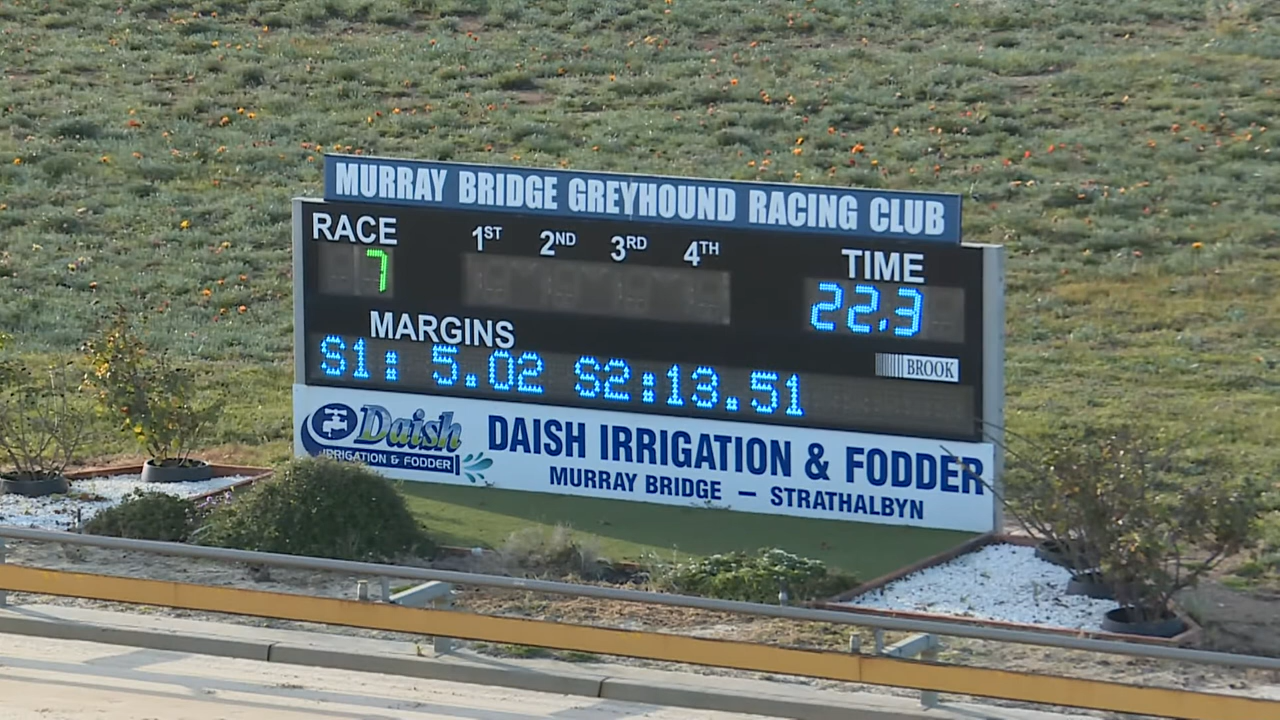 MURRAY BRIDGE GREYHOUND RACING CLUB
RACE 1ST 2ND 3RD 4TH TIME
7 22.3
MARGINS
S1: 5.02 S2:13.51
BROOK
Daish
IRRIGATION & FODDER
DAISH IRRIGATION & FODDER
MURRAY BRIDGE – STRATHALBYN